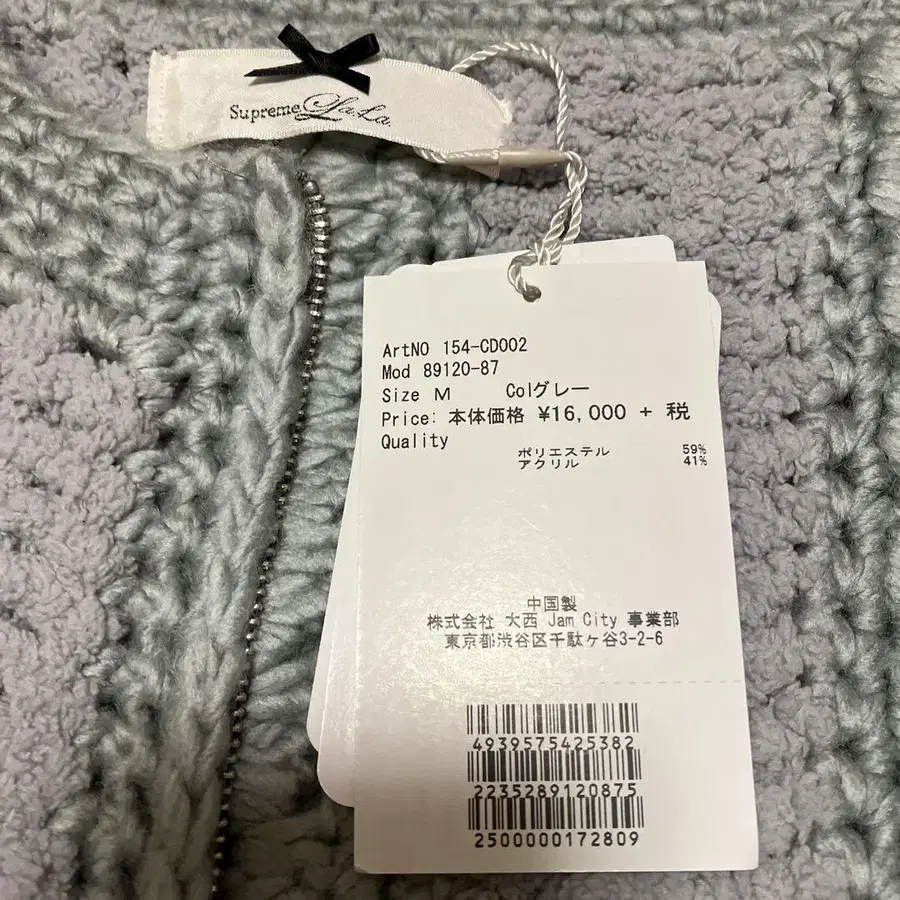 Supreme.La.La.
ArtNO 154-CD002
Mod 89120-87
Size M Colグレー
Price: 本体価格 ¥16,000 + 税
Quality
ポリエステル 59%
アクリル 41%
中国製
株式会社 大西 Jam City 事業部
東京都渋谷区千駄ヶ谷3-2-6
4939575425382
2235289120875
2500000172809